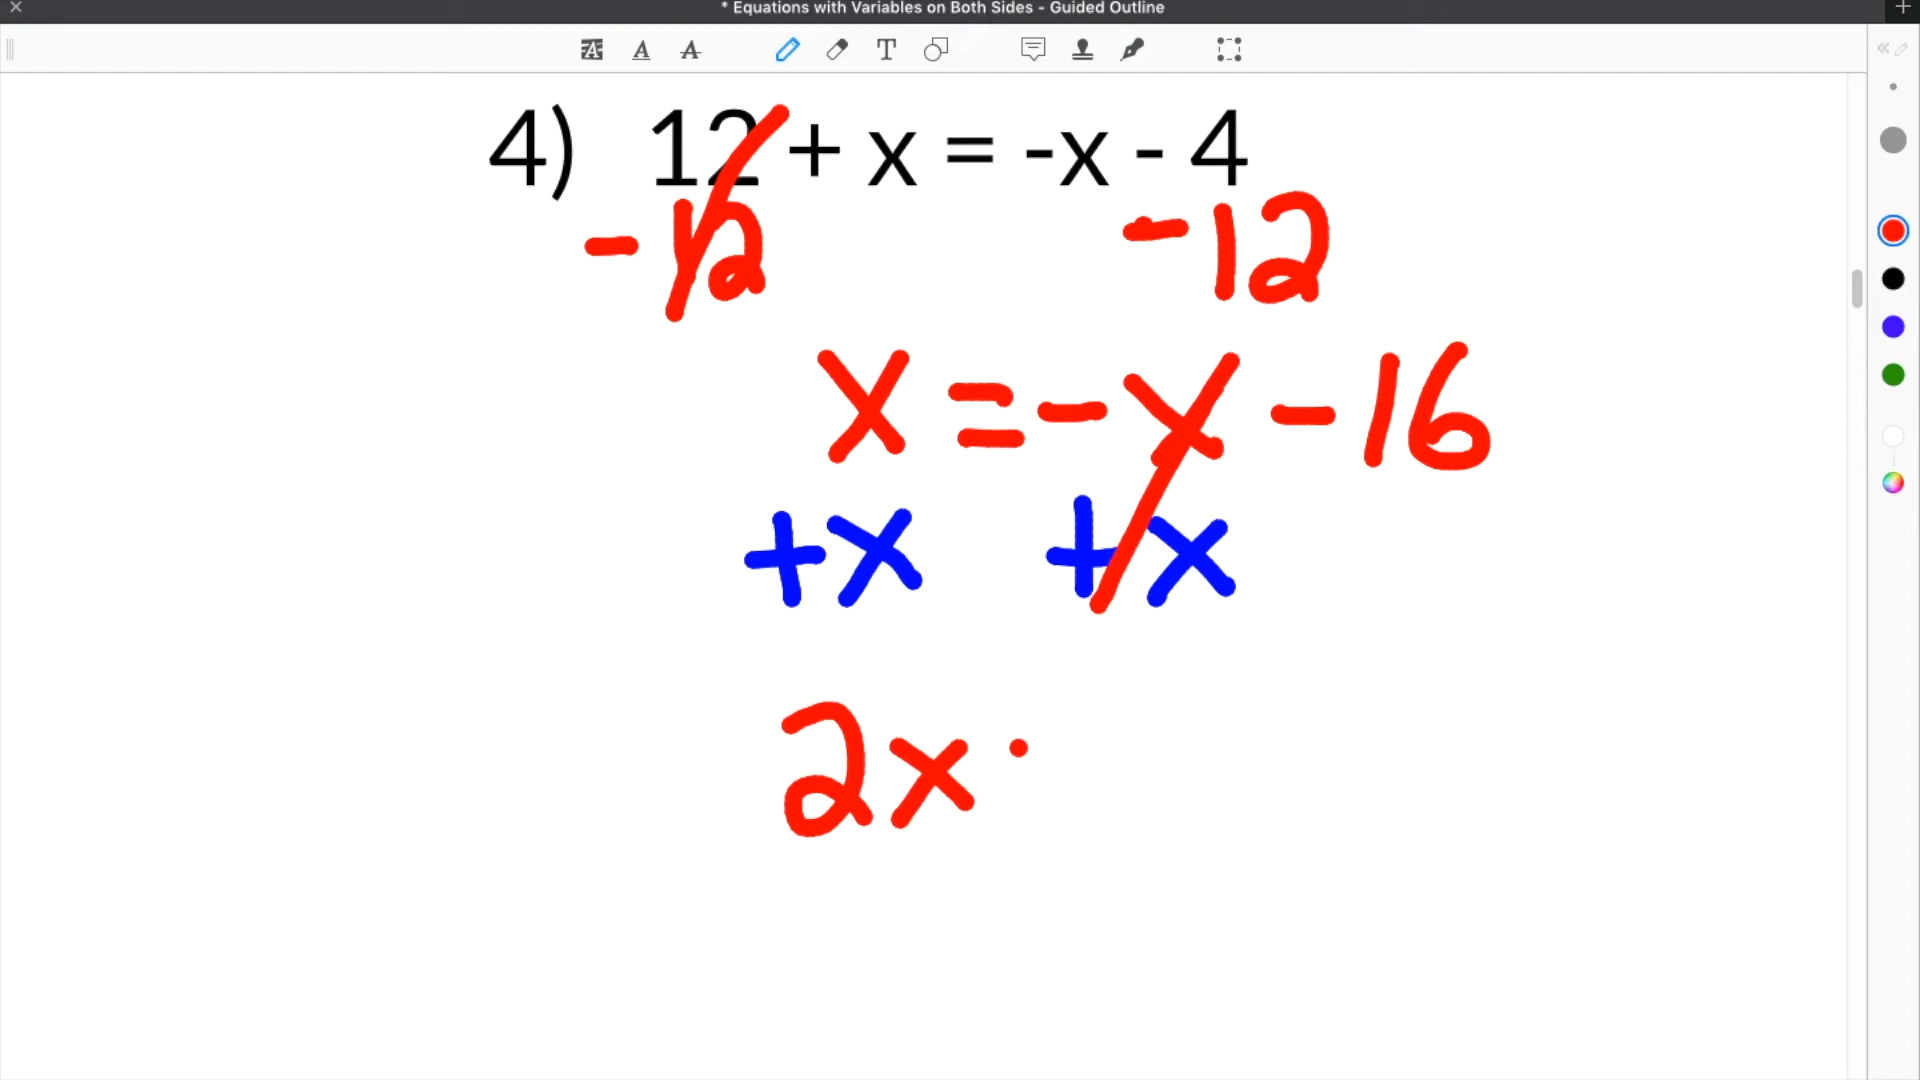 * Equations with Variables on Both Sides - Guided Outline
4) 12 + x = -x - 4
-12 -12
x = -x - 16
+x +x
2x